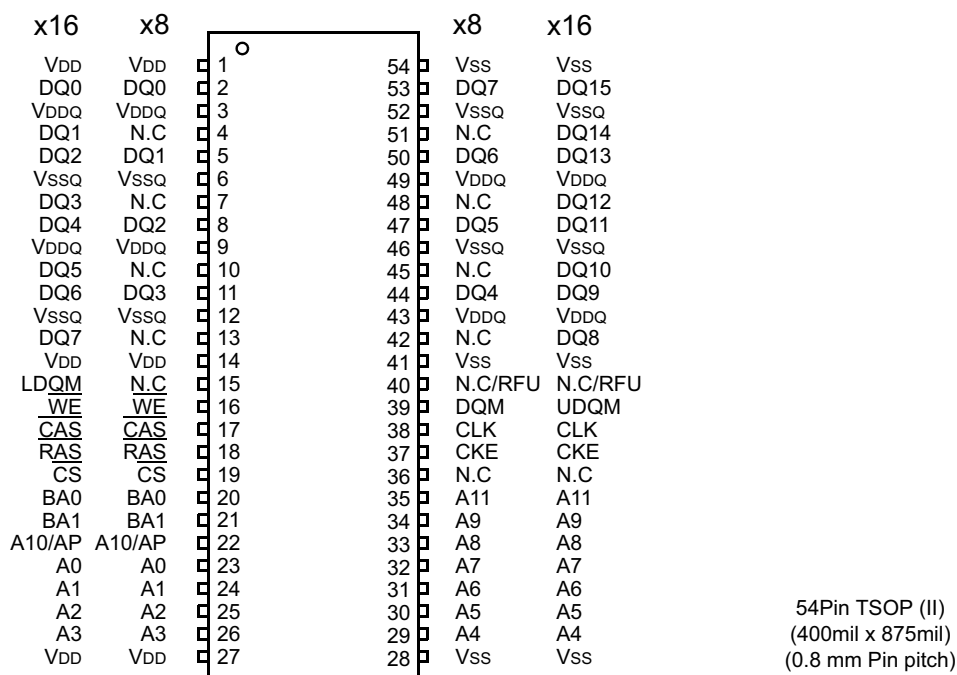 x16 x8 x8 x16
VDD VDD 1 54 VSS VSS
DQ0 DQ0 2 53 DQ7 DQ15
VDDQ VDDQ 3 52 VSSQ VSSQ
DQ1 N.C 4 51 N.C DQ14
DQ2 DQ1 5 50 DQ6 DQ13
VSSQ VSSQ 6 49 VDDQ VDDQ
DQ3 N.C 7 48 N.C DQ12
DQ4 DQ2 8 47 DQ5 DQ11
VDDQ VDDQ 9 46 VSSQ VSSQ
DQ5 N.C 10 45 N.C DQ10
DQ6 DQ3 11 44 DQ4 DQ9
VSSQ VSSQ 12 43 VDDQ VDDQ
DQ7 N.C 13 42 N.C DQ8
VDD VDD 14 41 VSS VSS
LDQM N.C 15 40 N.C/RFU N.C/RFU
WE WE 16 39 DQM UDQM
CAS CAS 17 38 CLK CLK
RAS RAS 18 37 CKE CKE
CS CS 19 36 N.C N.C
BA0 BA0 20 35 A11 A11
BA1 BA1 21 34 A9 A9
A10/AP A10/AP 22 33 A8 A8
A0 A0 23 32 A7 A7
A1 A1 24 31 A6 A6
A2 A2 25 30 A5 A5
A3 A3 26 29 A4 A4
VDD VDD 27 28 VSS VSS
54Pin TSOP (II)
(400mil x 875mil)
(0.8 mm Pin pitch)